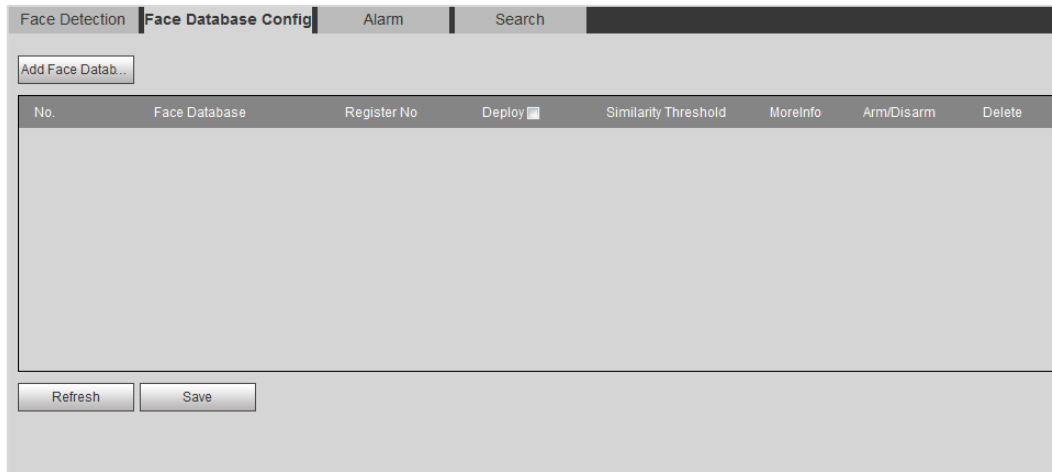 Face Detection Face Database Config Alarm Search
Add Face Datab...
No. Face Database Register No Deploy Similarity Threshold MoreInfo Arm/Disarm Delete
Refresh Save